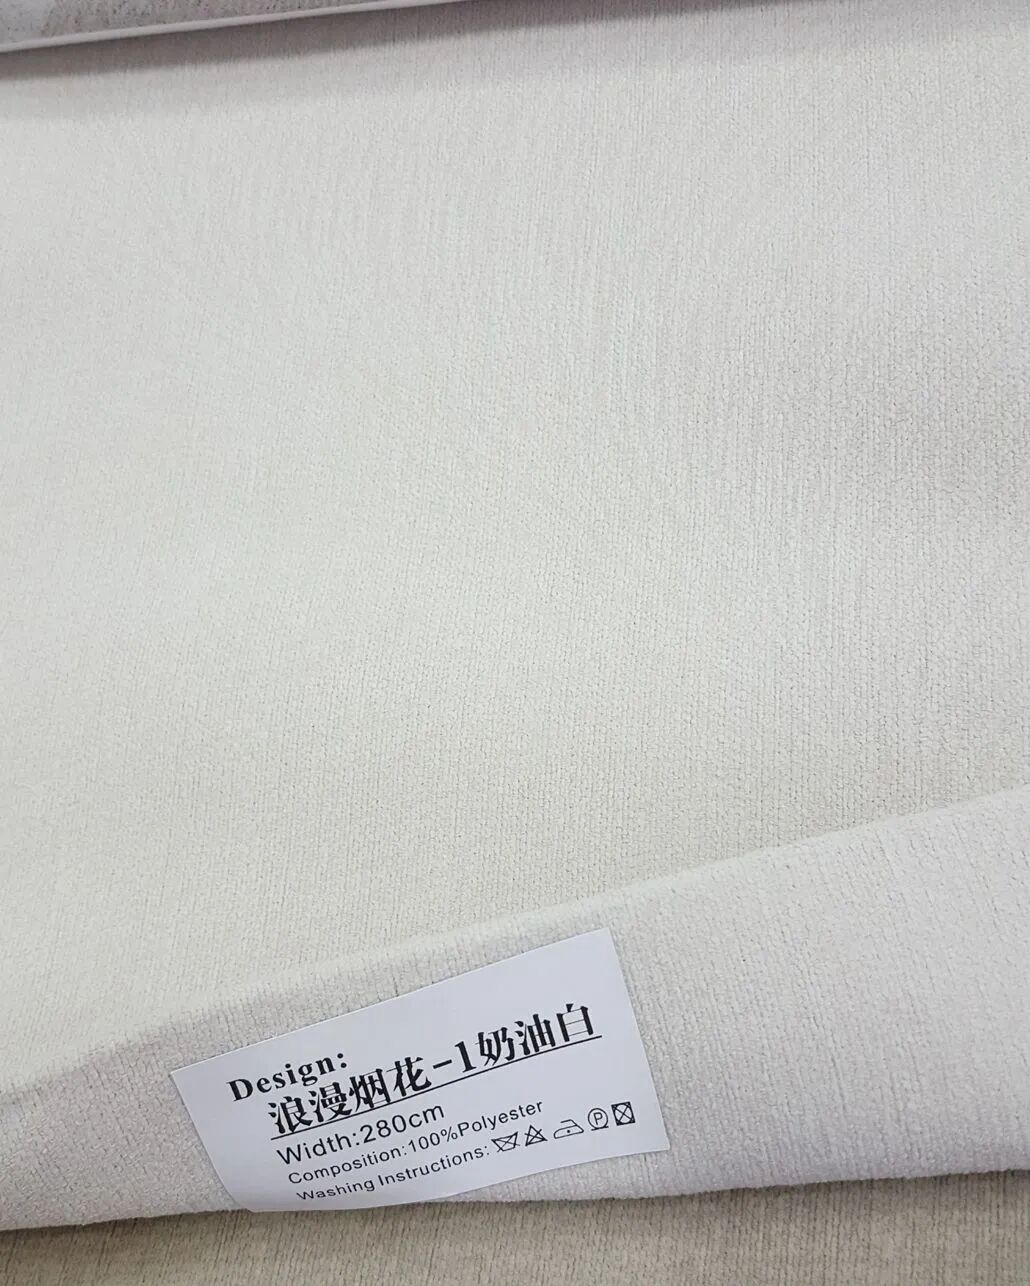 Design:
浪漫烟花-1奶油白
Width:280cm
Composition:100%Polyester
Washing Instructions: